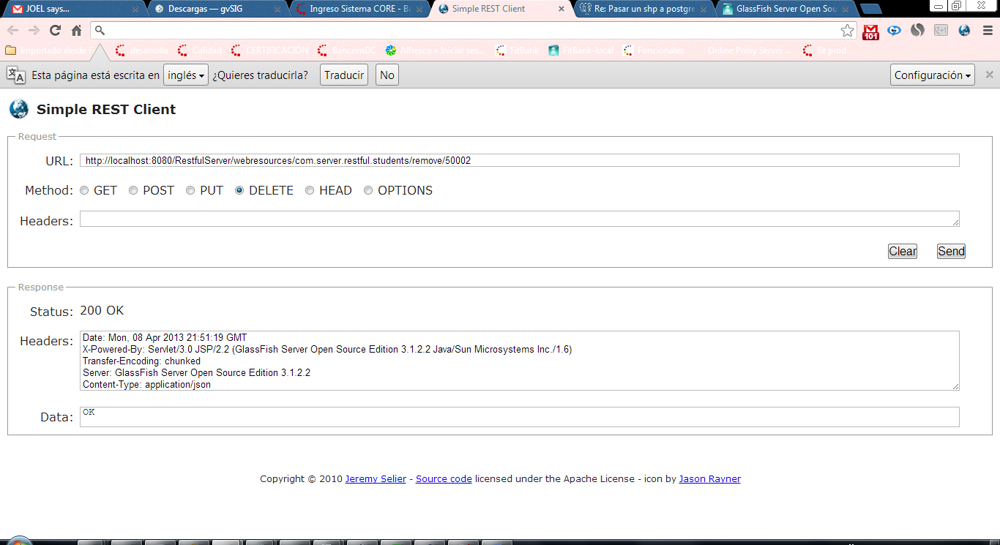 JOEL says...
Descargas — gvSIG
Ingreso Sistema CORE - B
Simple REST Client
Re: Pasar un shp a postgre
GlassFish Server Open Sou
101
Importado desde F
desarrollo
Calidad
CERTIFICACION
BancomDC
Alfresco » Iniciar ses...
FitBank
FitBank-local
Funcionales
Online Proxy Server ...
fit prod
Esta página está escrita en inglés ¿Quieres traducirla? Traducir No Configuración
Simple REST Client
Request
URL: http://localhost:8080/RestfulServer/webresources/com.server.restful.students/remove/50002
Method: GET POST PUT DELETE HEAD OPTIONS
Headers:
Clear Send
Response
Status: 200 OK
Headers: Date: Mon, 08 Apr 2013 21:51:19 GMT
X-Powered-By: Servlet/3.0 JSP/2.2 (GlassFish Server Open Source Edition 3.1.2.2 Java/Sun Microsystems Inc./1.6)
Transfer-Encoding: chunked
Server: GlassFish Server Open Source Edition 3.1.2.2
Content-Type: application/json
Data: OK
Copyright © 2010 Jeremy Selier - Source code licensed under the Apache License - icon by Jason Rayner